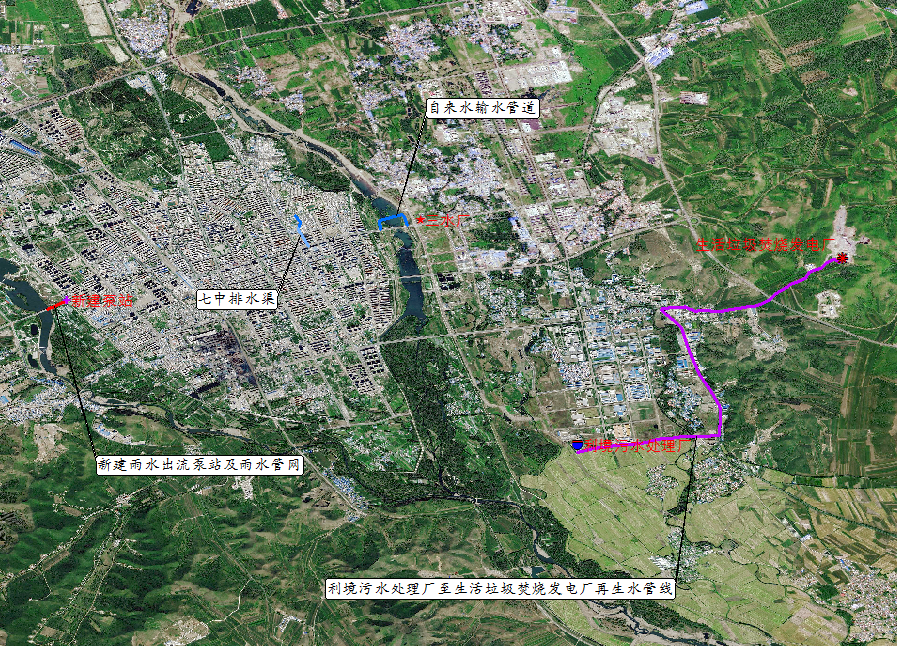 自来水输水管道
一水厂
生活垃圾焚烧发电厂
七中排水渠
新建泵站
利境污水处理厂
新建雨水出流泵站及雨水管网
利境污水处理厂至生活垃圾焚烧发电厂再生水管线